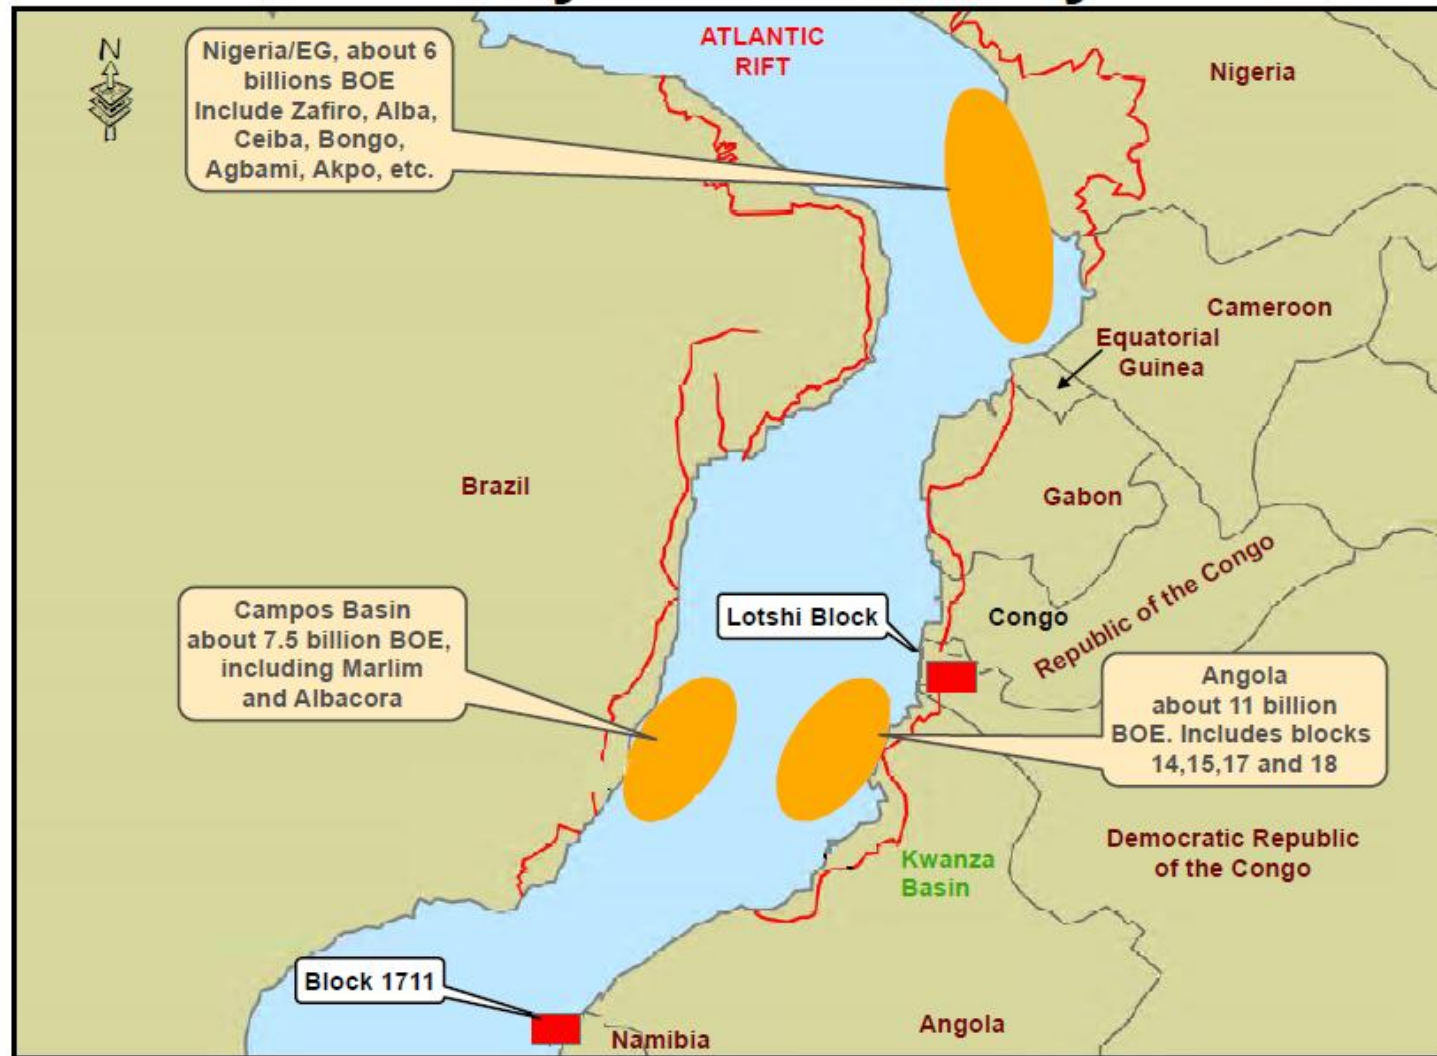 N
ATLANTIC
RIFT
Nigeria/EG, about 6
billions BOE
Include Zafiro, Alba,
Ceiba, Bongo,
Agbami, Akpo, etc.
Nigeria
Cameroon
Equatorial
Guinea
Brazil
Gabon
Republic of the Congo
Congo
Lotshi Block
Campos Basin
about 7.5 billion BOE,
including Marlim
and Albacora
Angola
about 11 billion
BOE. Includes blocks
14,15,17 and 18
Democratic Republic
of the Congo
Kwanza
Basin
Block 1711
Namibia
Angola